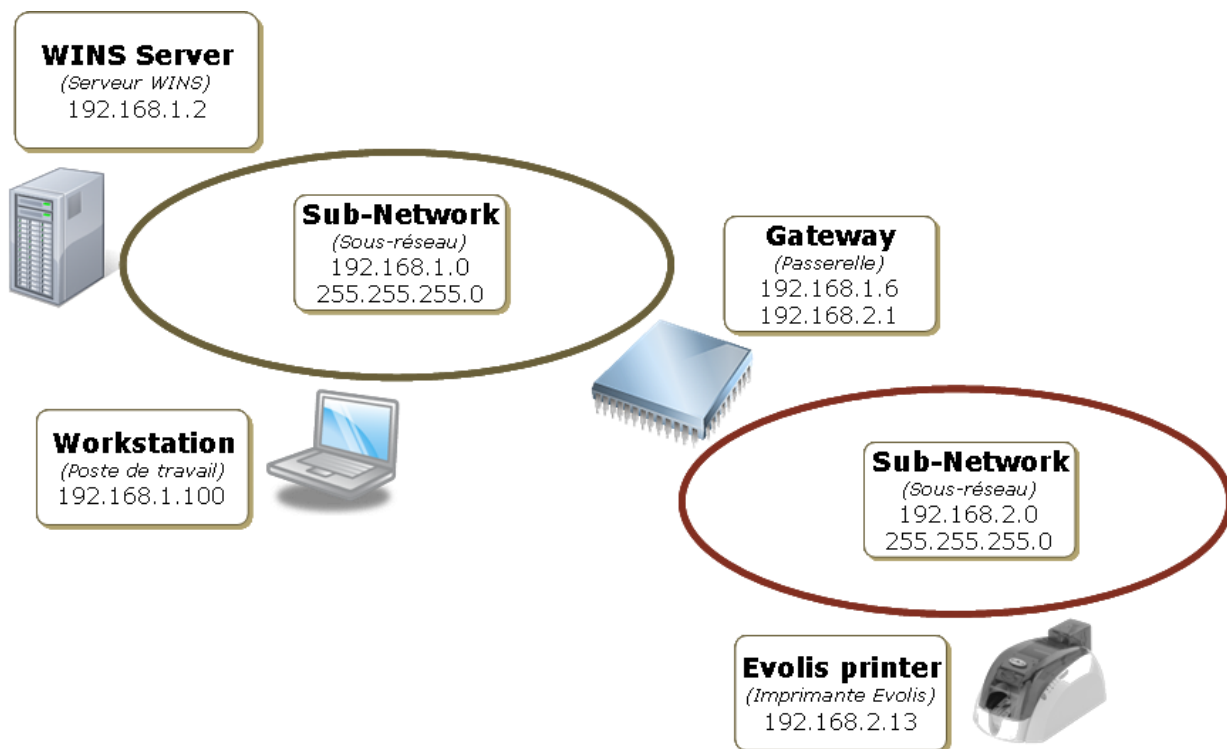 WINS Server
(Serveur WINS)
192.168.1.2
Sub-Network
(Sous-réseau)
192.168.1.0
255.255.255.0
Gateway
(Passerelle)
192.168.1.6
192.168.2.1
Workstation
(Poste de travail)
192.168.1.100
Sub-Network
(Sous-réseau)
192.168.2.0
255.255.255.0
Evolis printer
(Imprimante Evolis)
192.168.2.13